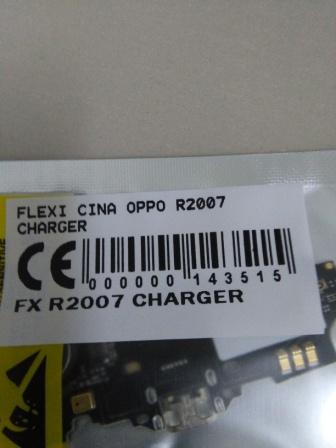 FLEXI CINA OPPO R2007
CHARGER
CE
000000 143515
FX R2007 CHARGER